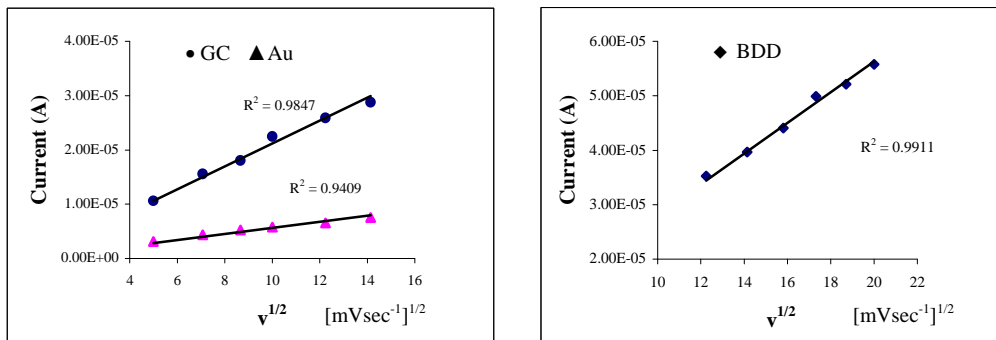 4.00E-05
3.00E-05
2.00E-05
1.00E-05
0.00E+00
Current (A)
GC Au
R² = 0.9847
R² = 0.9409
4 6 8 10 12 14 16
v^1/2 [mVsec⁻¹]^1/2
6.00E-05
5.00E-05
4.00E-05
3.00E-05
2.00E-05
Current (A)
BDD
R² = 0.9911
10 12 14 16 18 20 22
v^1/2 [mVsec⁻¹]^1/2